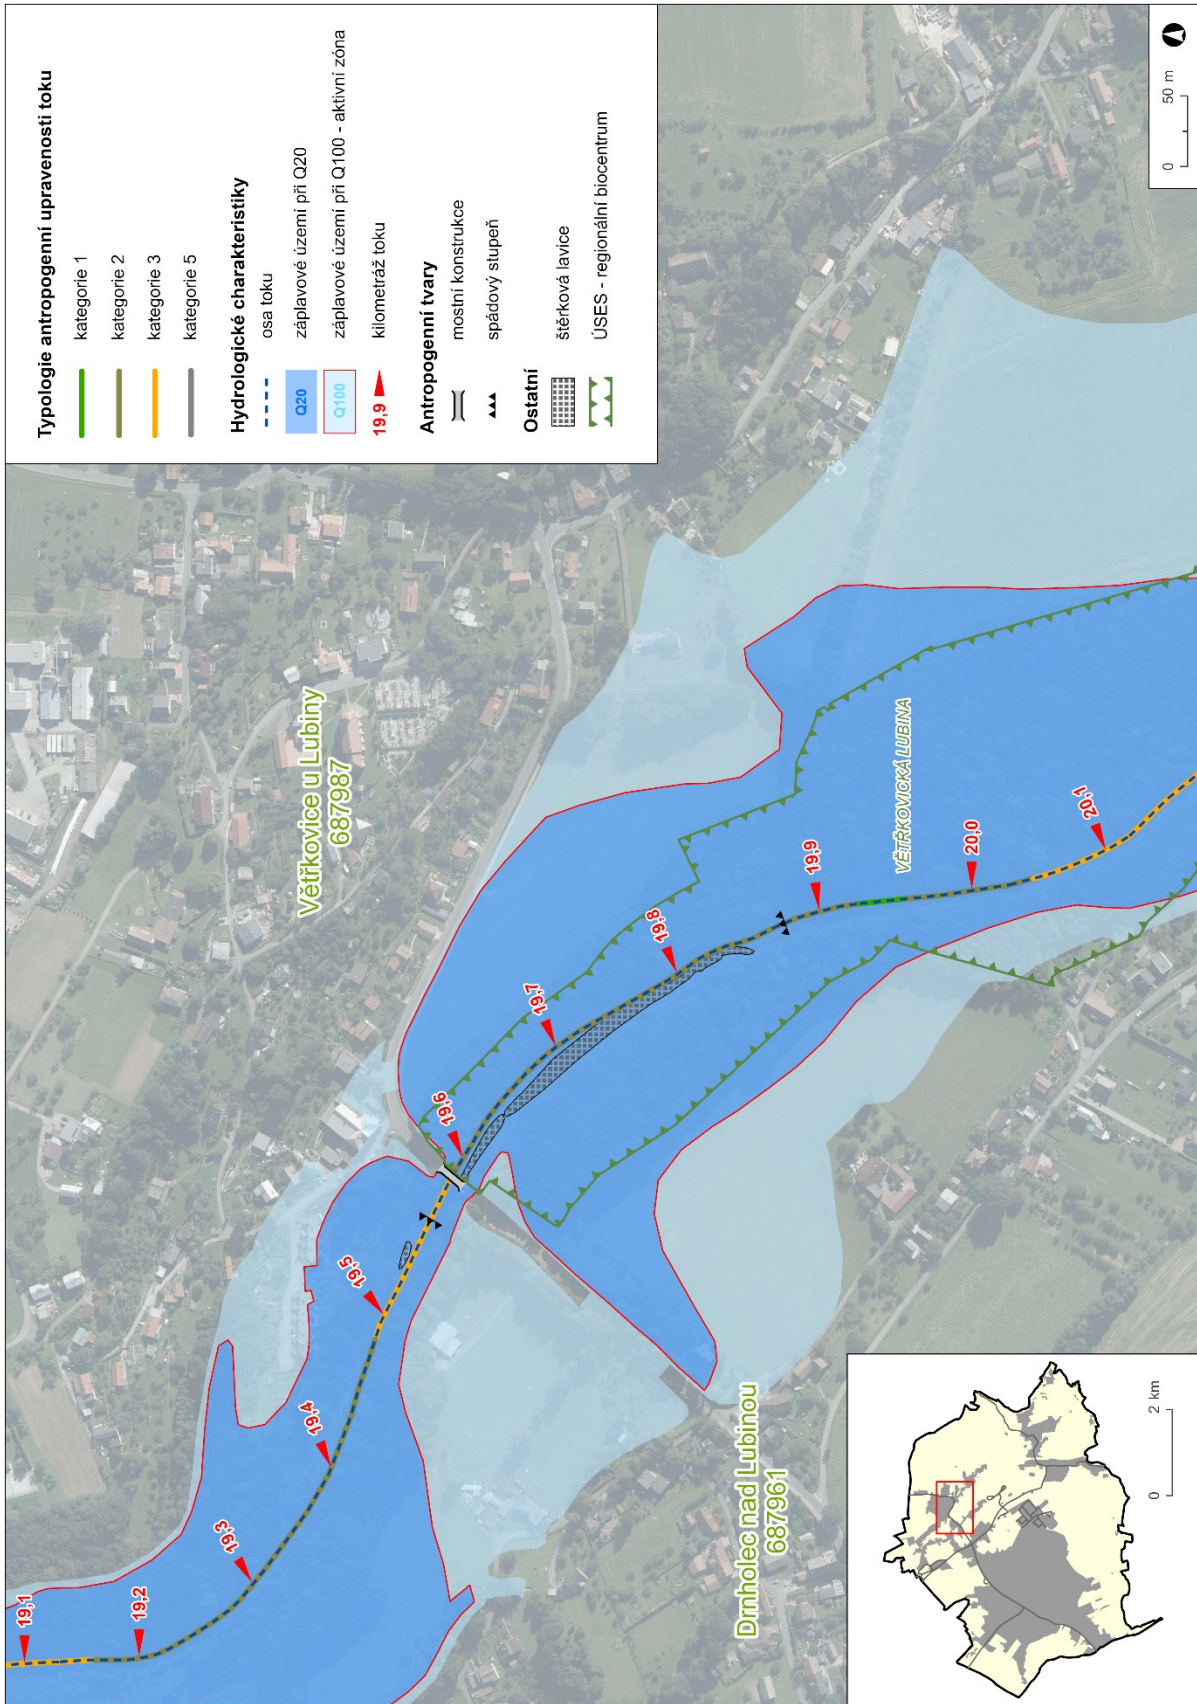 Typologie antropogenní upravenosti toku
kategorie 1
kategorie 2
kategorie 3
kategorie 5
Hydrologické charakteristiky
osa toku
Q20 záplavové území při Q20
Q100 záplavové území při Q100 - aktivní zóna
19,9 kilometráž toku
Antropogenní tvary
mostní konstrukce
spádový stupeň
Ostatní
štěrková lavice
ÚSES - regionální biocentrum
0 50 m
Větřkovice u Lubiny
687987
19,1
19,2
19,3
19,4
19,5
19,6
19,7
19,8
19,9
20,0
20,1
VĚTŘKOVICKÁ LUBINA
Drnholec nad Lubinou
687961
0 2 km